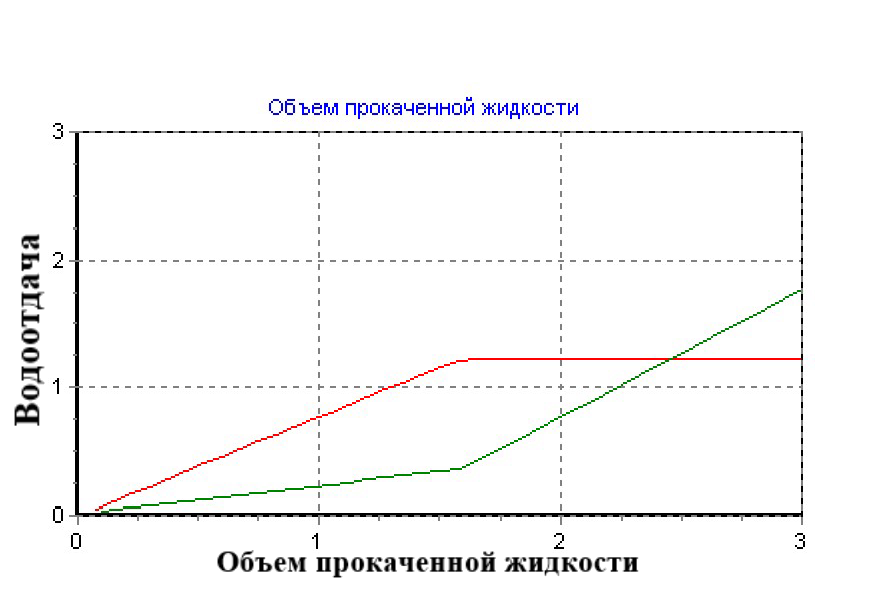 Объем прокаченной жидкости
3
2
1
0
Водоотдача
0 1 2 3
Объем прокаченной жидкости